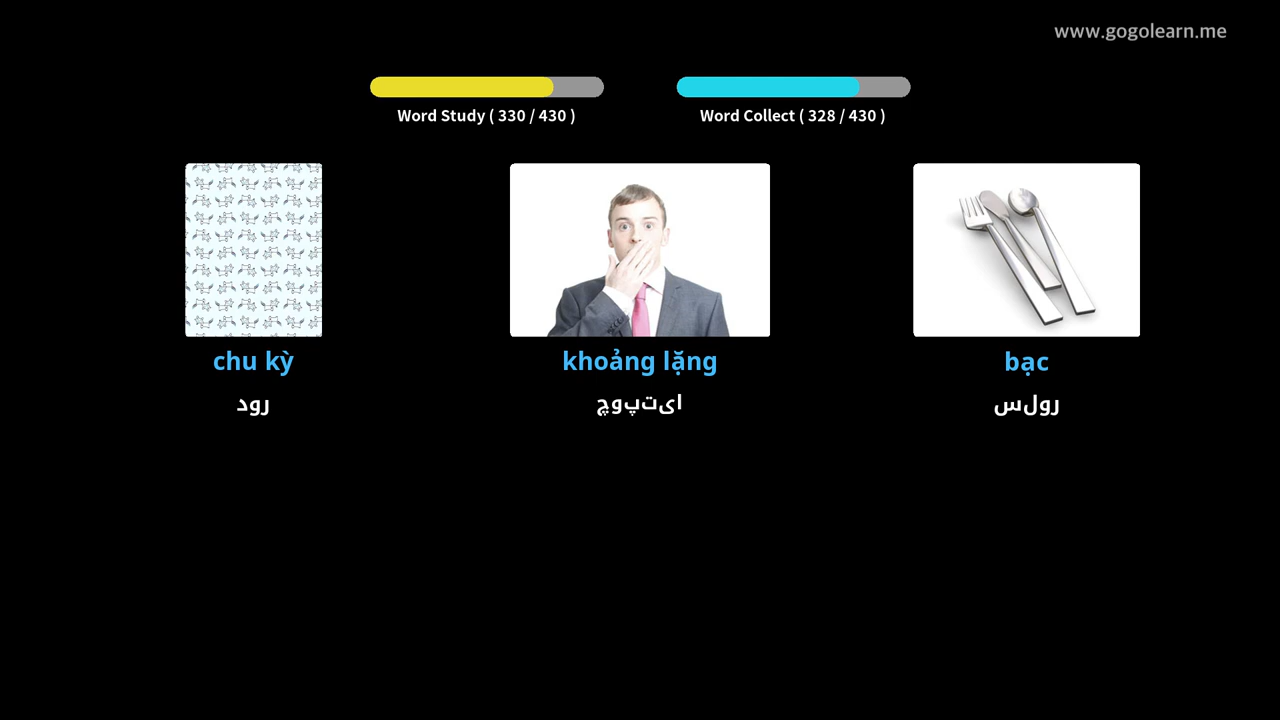 www.gogolearn.me
Word Study ( 330 / 430 )
Word Collect ( 328 / 430 )
chu kỳ
khoảng lặng
bạc
رود
ایتپوچ
رولس